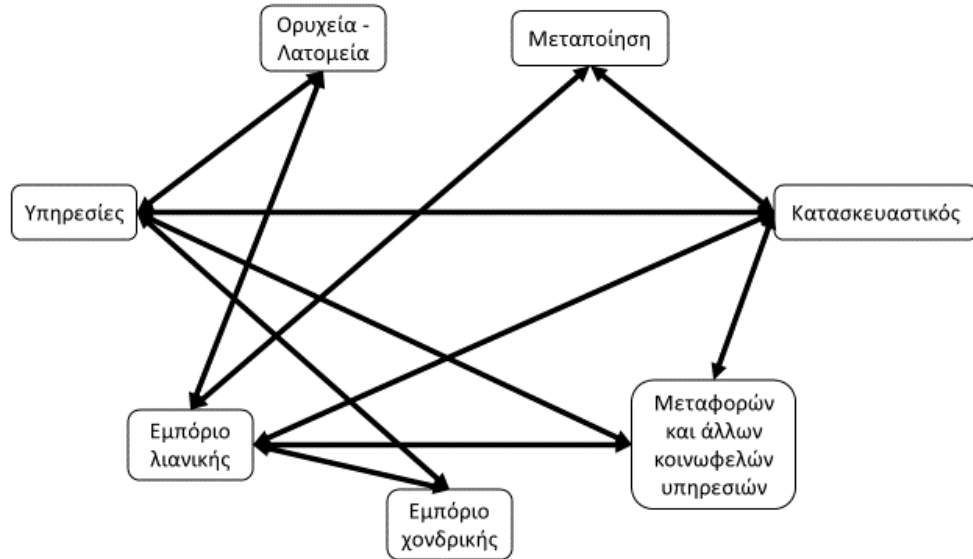 Ορυχεία -
Λατομεία
Μεταποίηση
Υπηρεσίες
Κατασκευαστικός
Εμπόριο
λιανικής
Μεταφορών
και άλλων
κοινωφελών
υπηρεσιών
Εμπόριο
χονδρικής